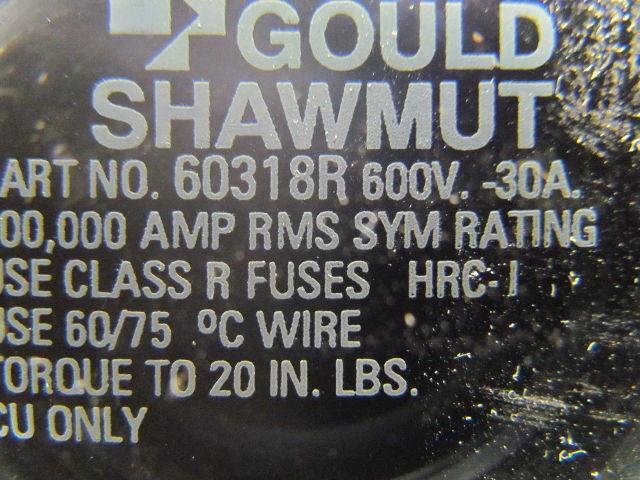 GOULD
SHAWMUT
ART NO. 60318R 600V. -30A.
00,000 AMP RMS SYM RATING
USE CLASS R FUSES HRC-I
USE 60/75 ºC WIRE
TORQUE TO 20 IN. LBS.
CU ONLY